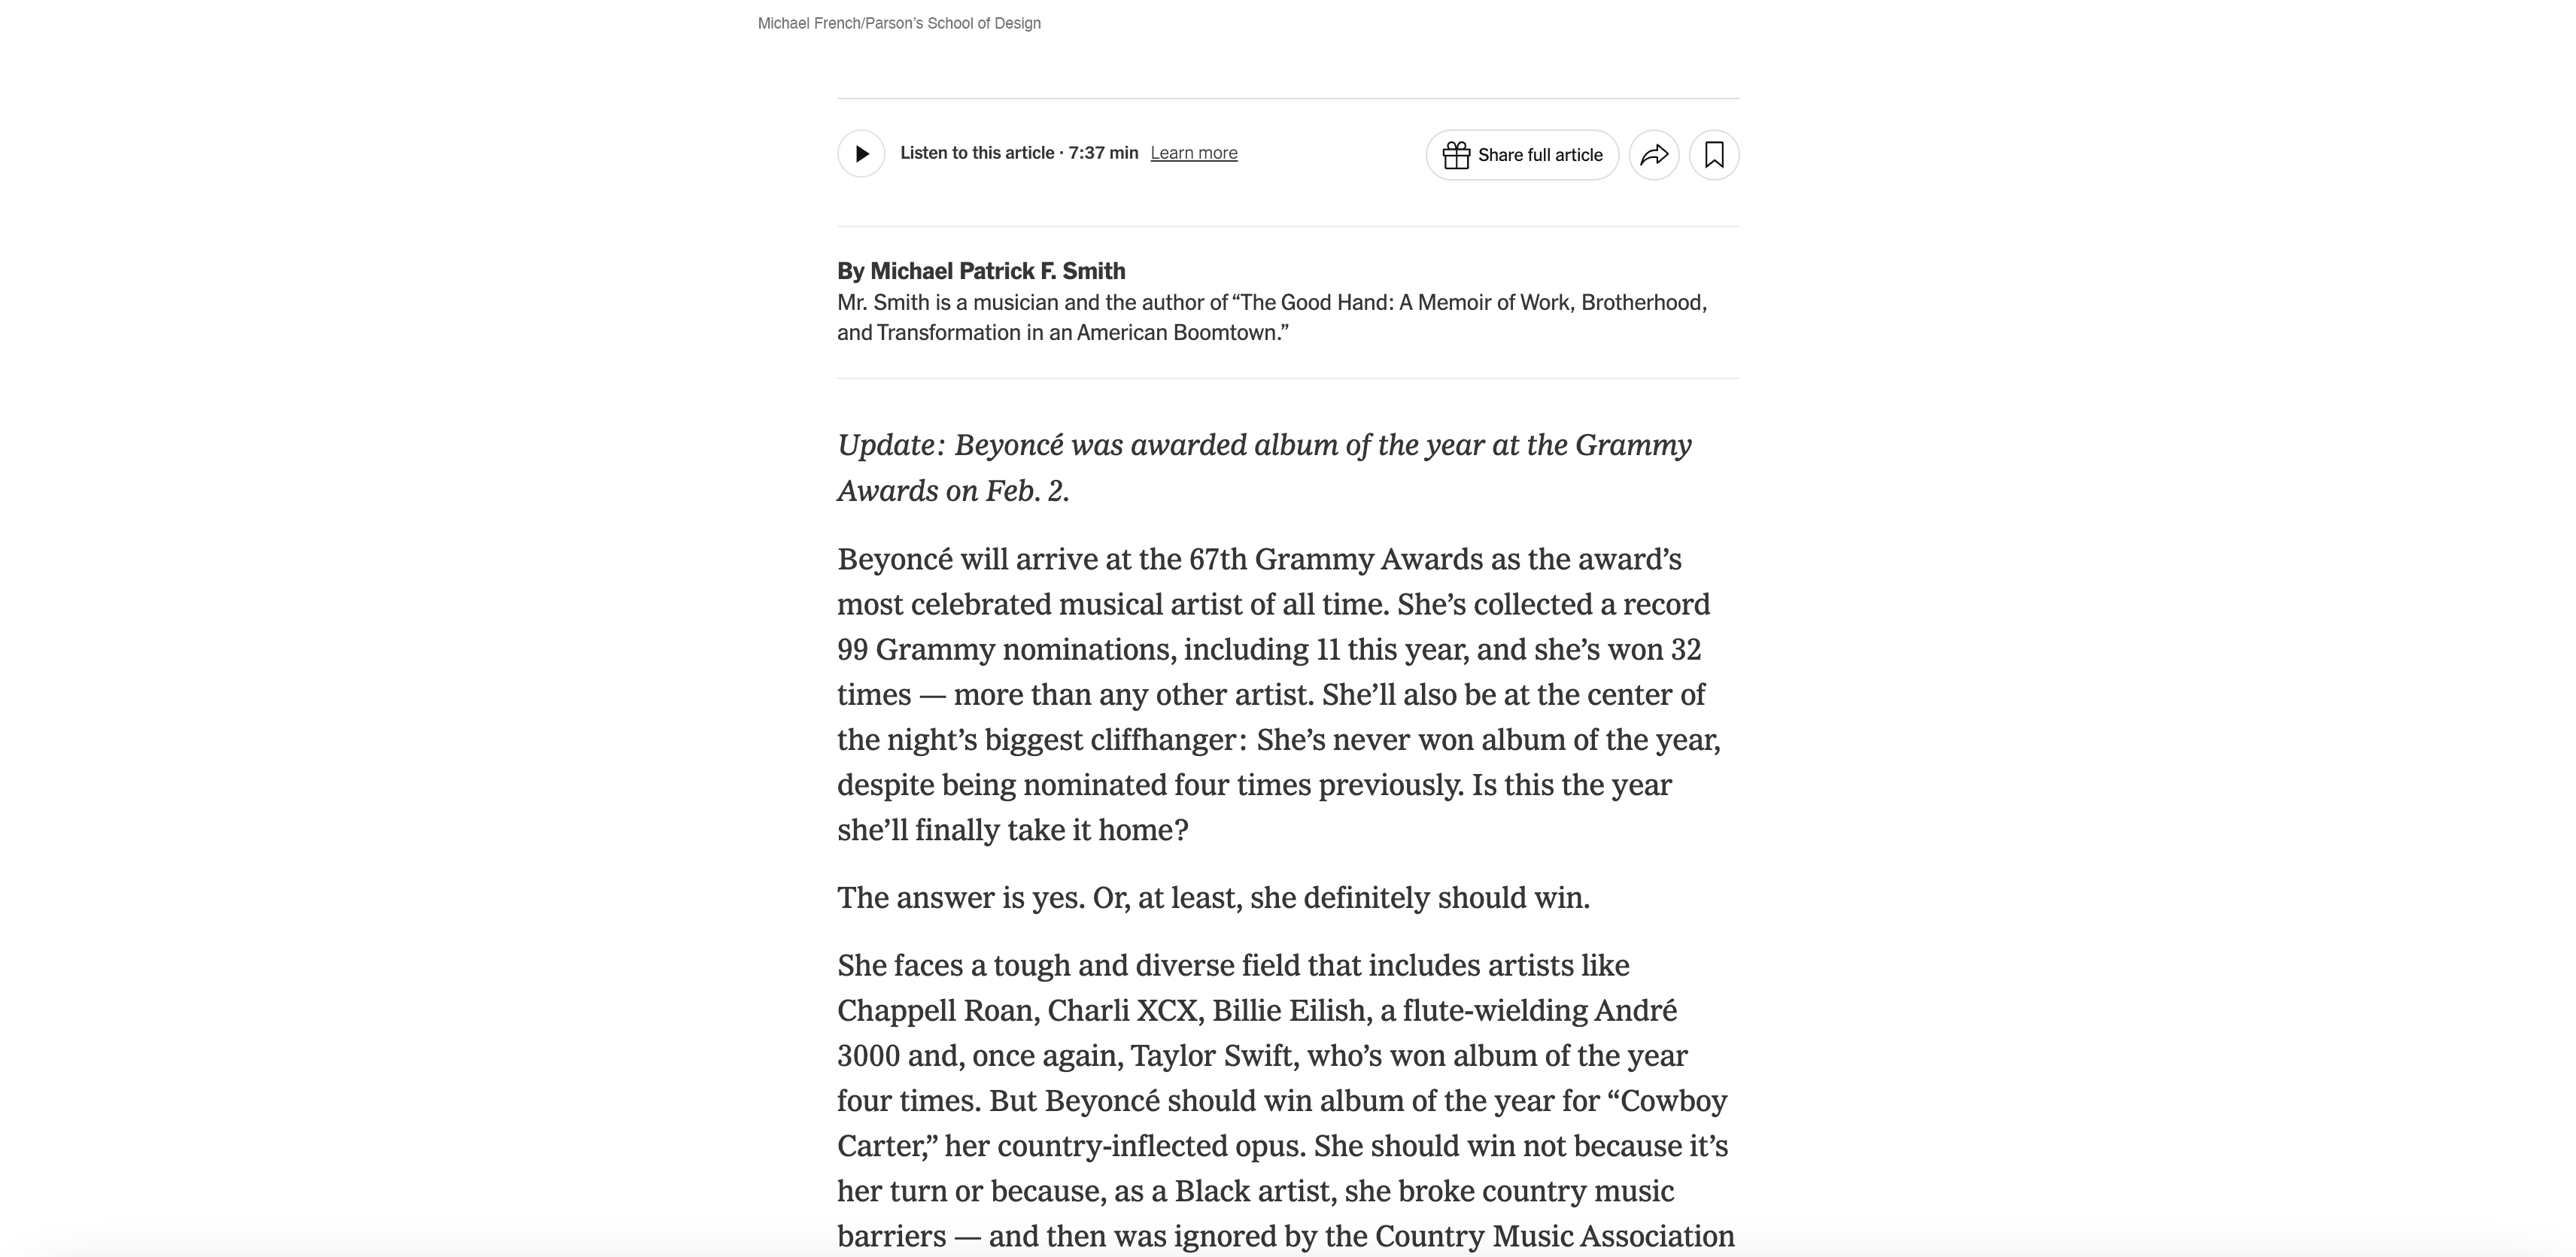 Michael French/Parson’s School of Design
Listen to this article · 7:37 min Learn more
Share full article
By Michael Patrick F. Smith
Mr. Smith is a musician and the author of “The Good Hand: A Memoir of Work, Brotherhood,
and Transformation in an American Boomtown.”
Update: Beyoncé was awarded album of the year at the Grammy
Awards on Feb. 2.
Beyoncé will arrive at the 67th Grammy Awards as the award’s
most celebrated musical artist of all time. She’s collected a record
99 Grammy nominations, including 11 this year, and she’s won 32
times — more than any other artist. She’ll also be at the center of
the night’s biggest cliffhanger: She’s never won album of the year,
despite being nominated four times previously. Is this the year
she’ll finally take it home?
The answer is yes. Or, at least, she definitely should win.
She faces a tough and diverse field that includes artists like
Chappell Roan, Charli XCX, Billie Eilish, a flute-wielding André
3000 and, once again, Taylor Swift, who’s won album of the year
four times. But Beyoncé should win album of the year for “Cowboy
Carter,” her country-inflected opus. She should win not because it’s
her turn or because, as a Black artist, she broke country music
barriers — and then was ignored by the Country Music Association